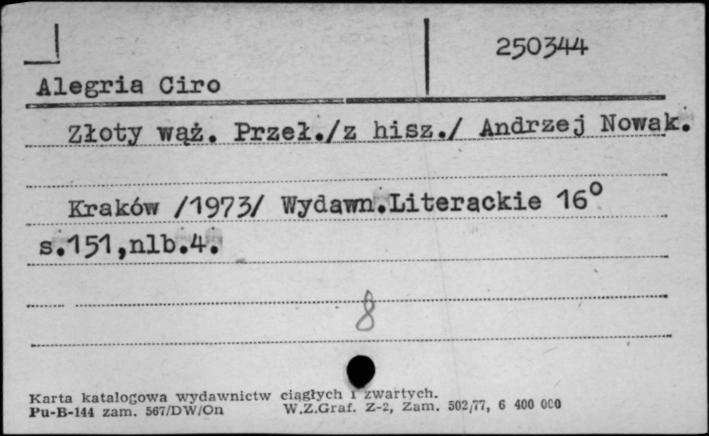 250344
Alegria Ciro
Złoty wąż. Przeł./z hisz./ Andrzej Nowak.
Kraków /1973/ Wydawn.Literackie 16°
s.151,nlb.4.
8
Karta katalogowa wydawnictw ciągłych i zwartych.
Pu-B-144 zam. 567/DW/On W.Z.Graf. Z-2, Zam. 502/77, 6 400 000